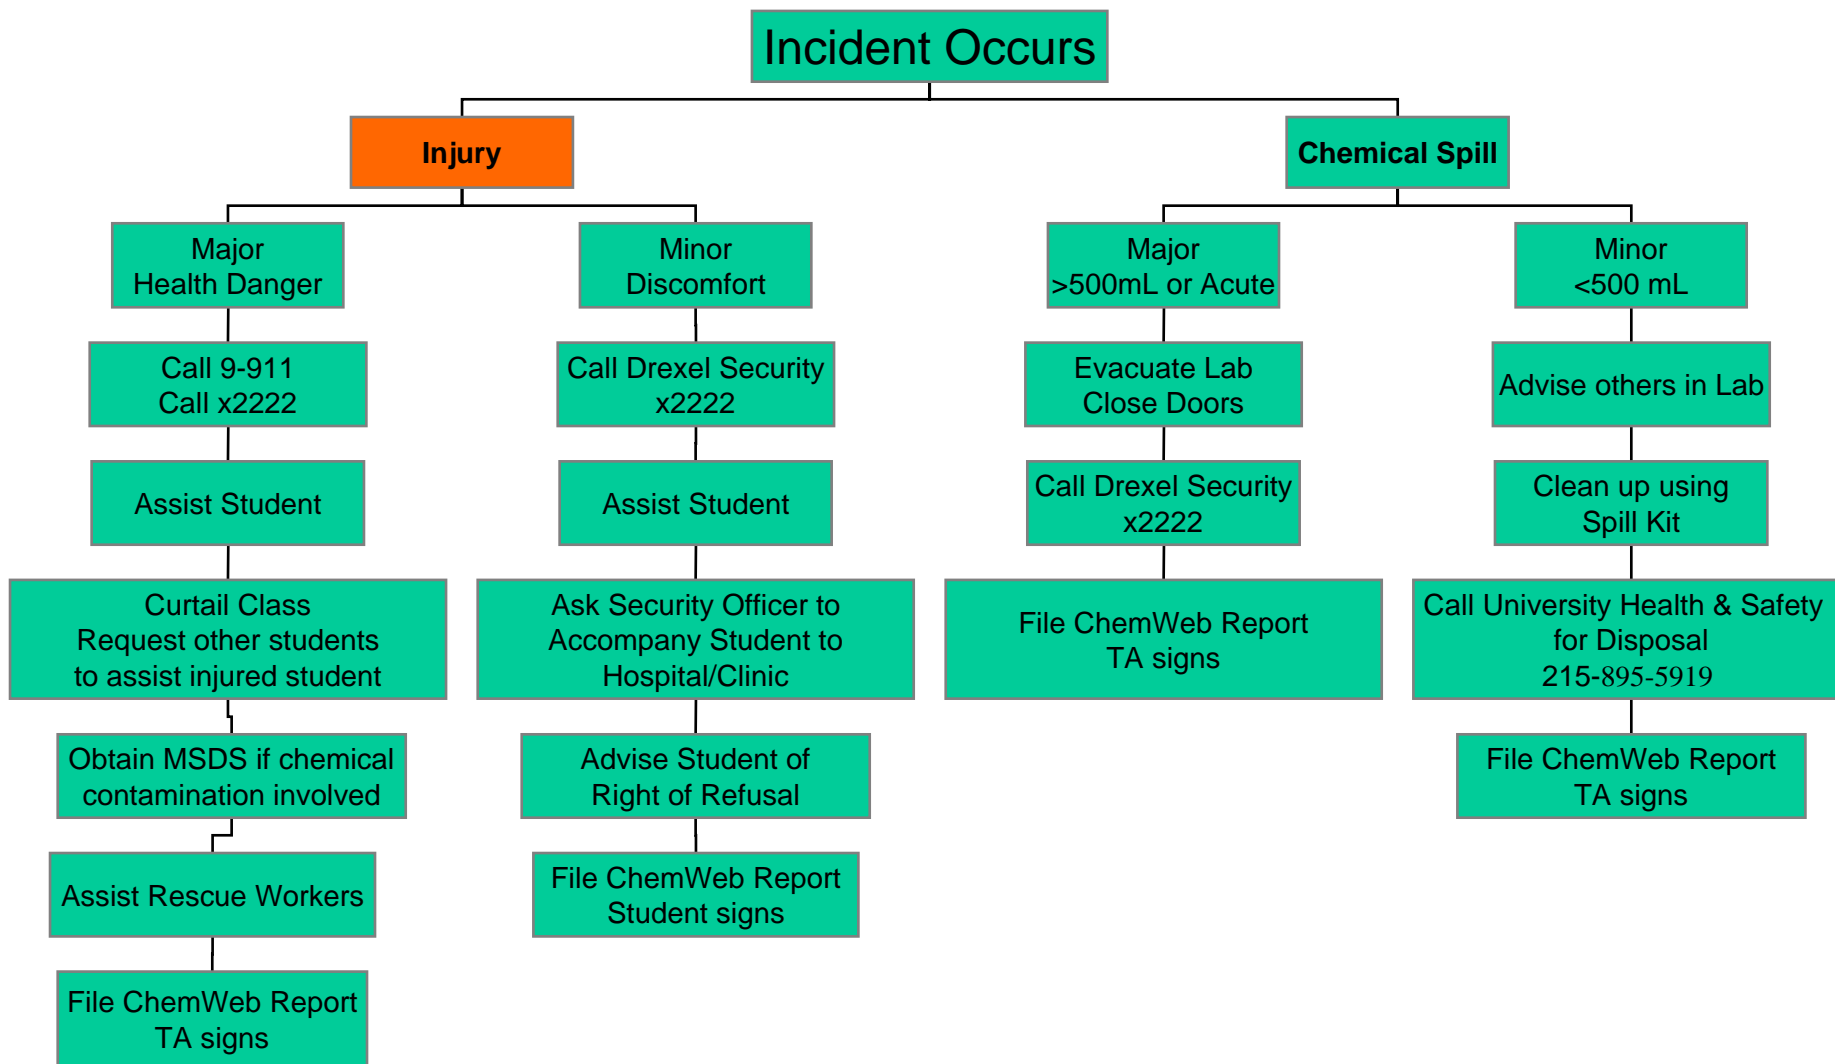 Incident Occurs
Injury
Chemical Spill
Major
Health Danger
Minor
Discomfort
Major
>500mL or Acute
Minor
<500 mL
Call 9-911
Call x2222
Call Drexel Security
x2222
Evacuate Lab
Close Doors
Advise others in Lab
Assist Student
Assist Student
Call Drexel Security
x2222
Clean up using
Spill Kit
Curtail Class
Request other students
to assist injured student
Ask Security Officer to
Accompany Student to
Hospital/Clinic
File ChemWeb Report
TA signs
Call University Health & Safety
for Disposal
215-895-5919
Obtain MSDS if chemical
contamination involved
Advise Student of
Right of Refusal
File ChemWeb Report
TA signs
Assist Rescue Workers
File ChemWeb Report
Student signs
File ChemWeb Report
TA signs